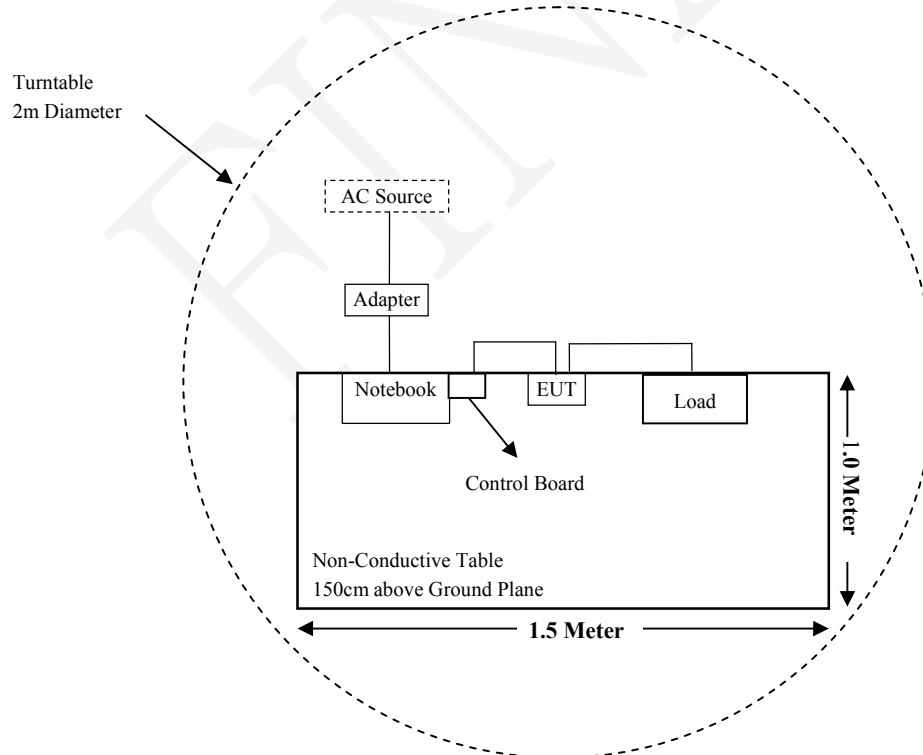 Turntable
2m Diameter
AC Source
Adapter
Notebook
EUT
Load
Control Board
1.0 Meter
Non-Conductive Table
150cm above Ground Plane
1.5 Meter